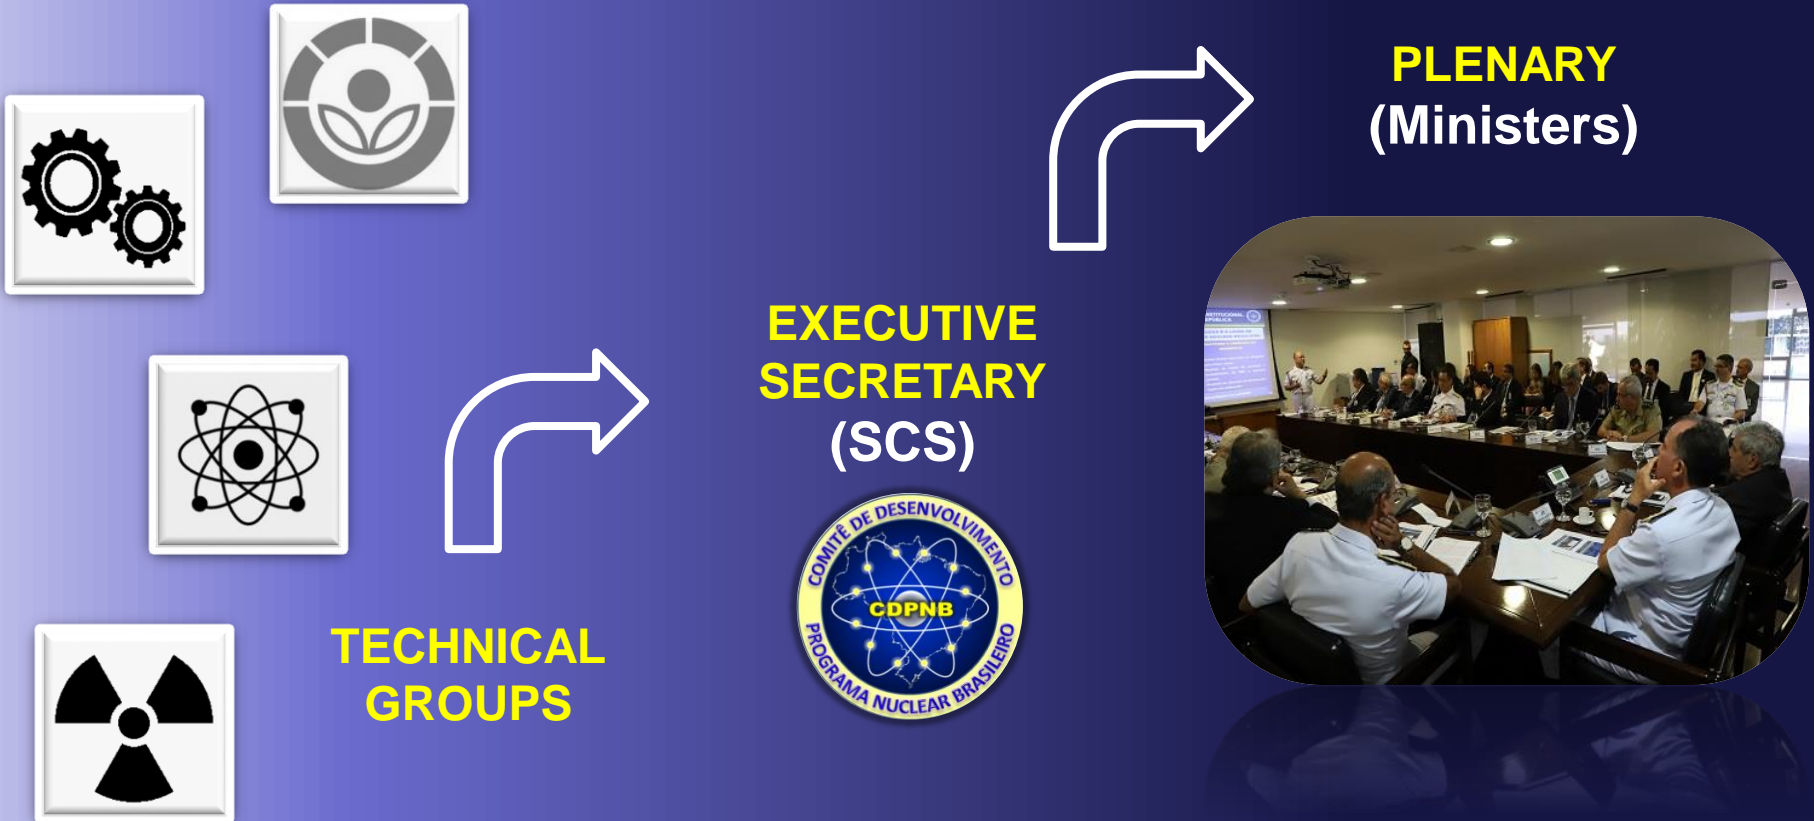 PLENARY
(Ministers)
EXECUTIVE
SECRETARY
(SCS)
COMITÊ DE DESENVOLVIMENTO
CDPNB
PROGRAMA NUCLEAR BRASILEIRO
TECHNICAL
GROUPS